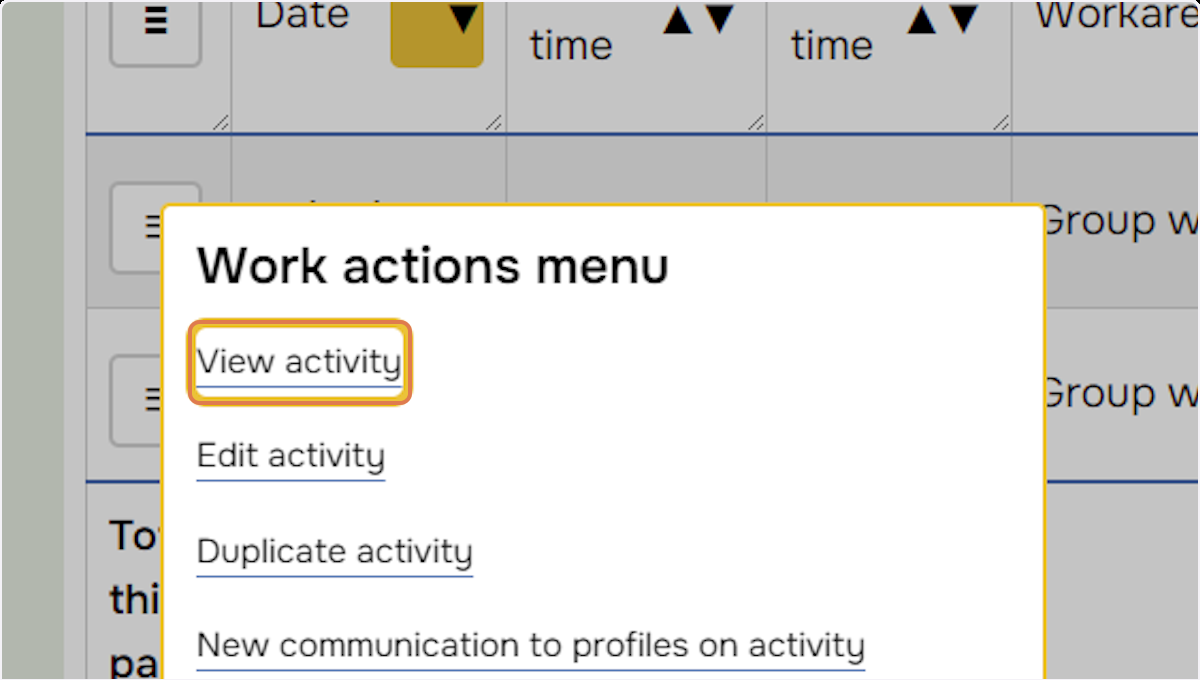 Date
time
time
Workare
Group w
Work actions menu
View activity
Group w
Edit activity
Duplicate activity
New communication to profiles on activity
To
thi
pa